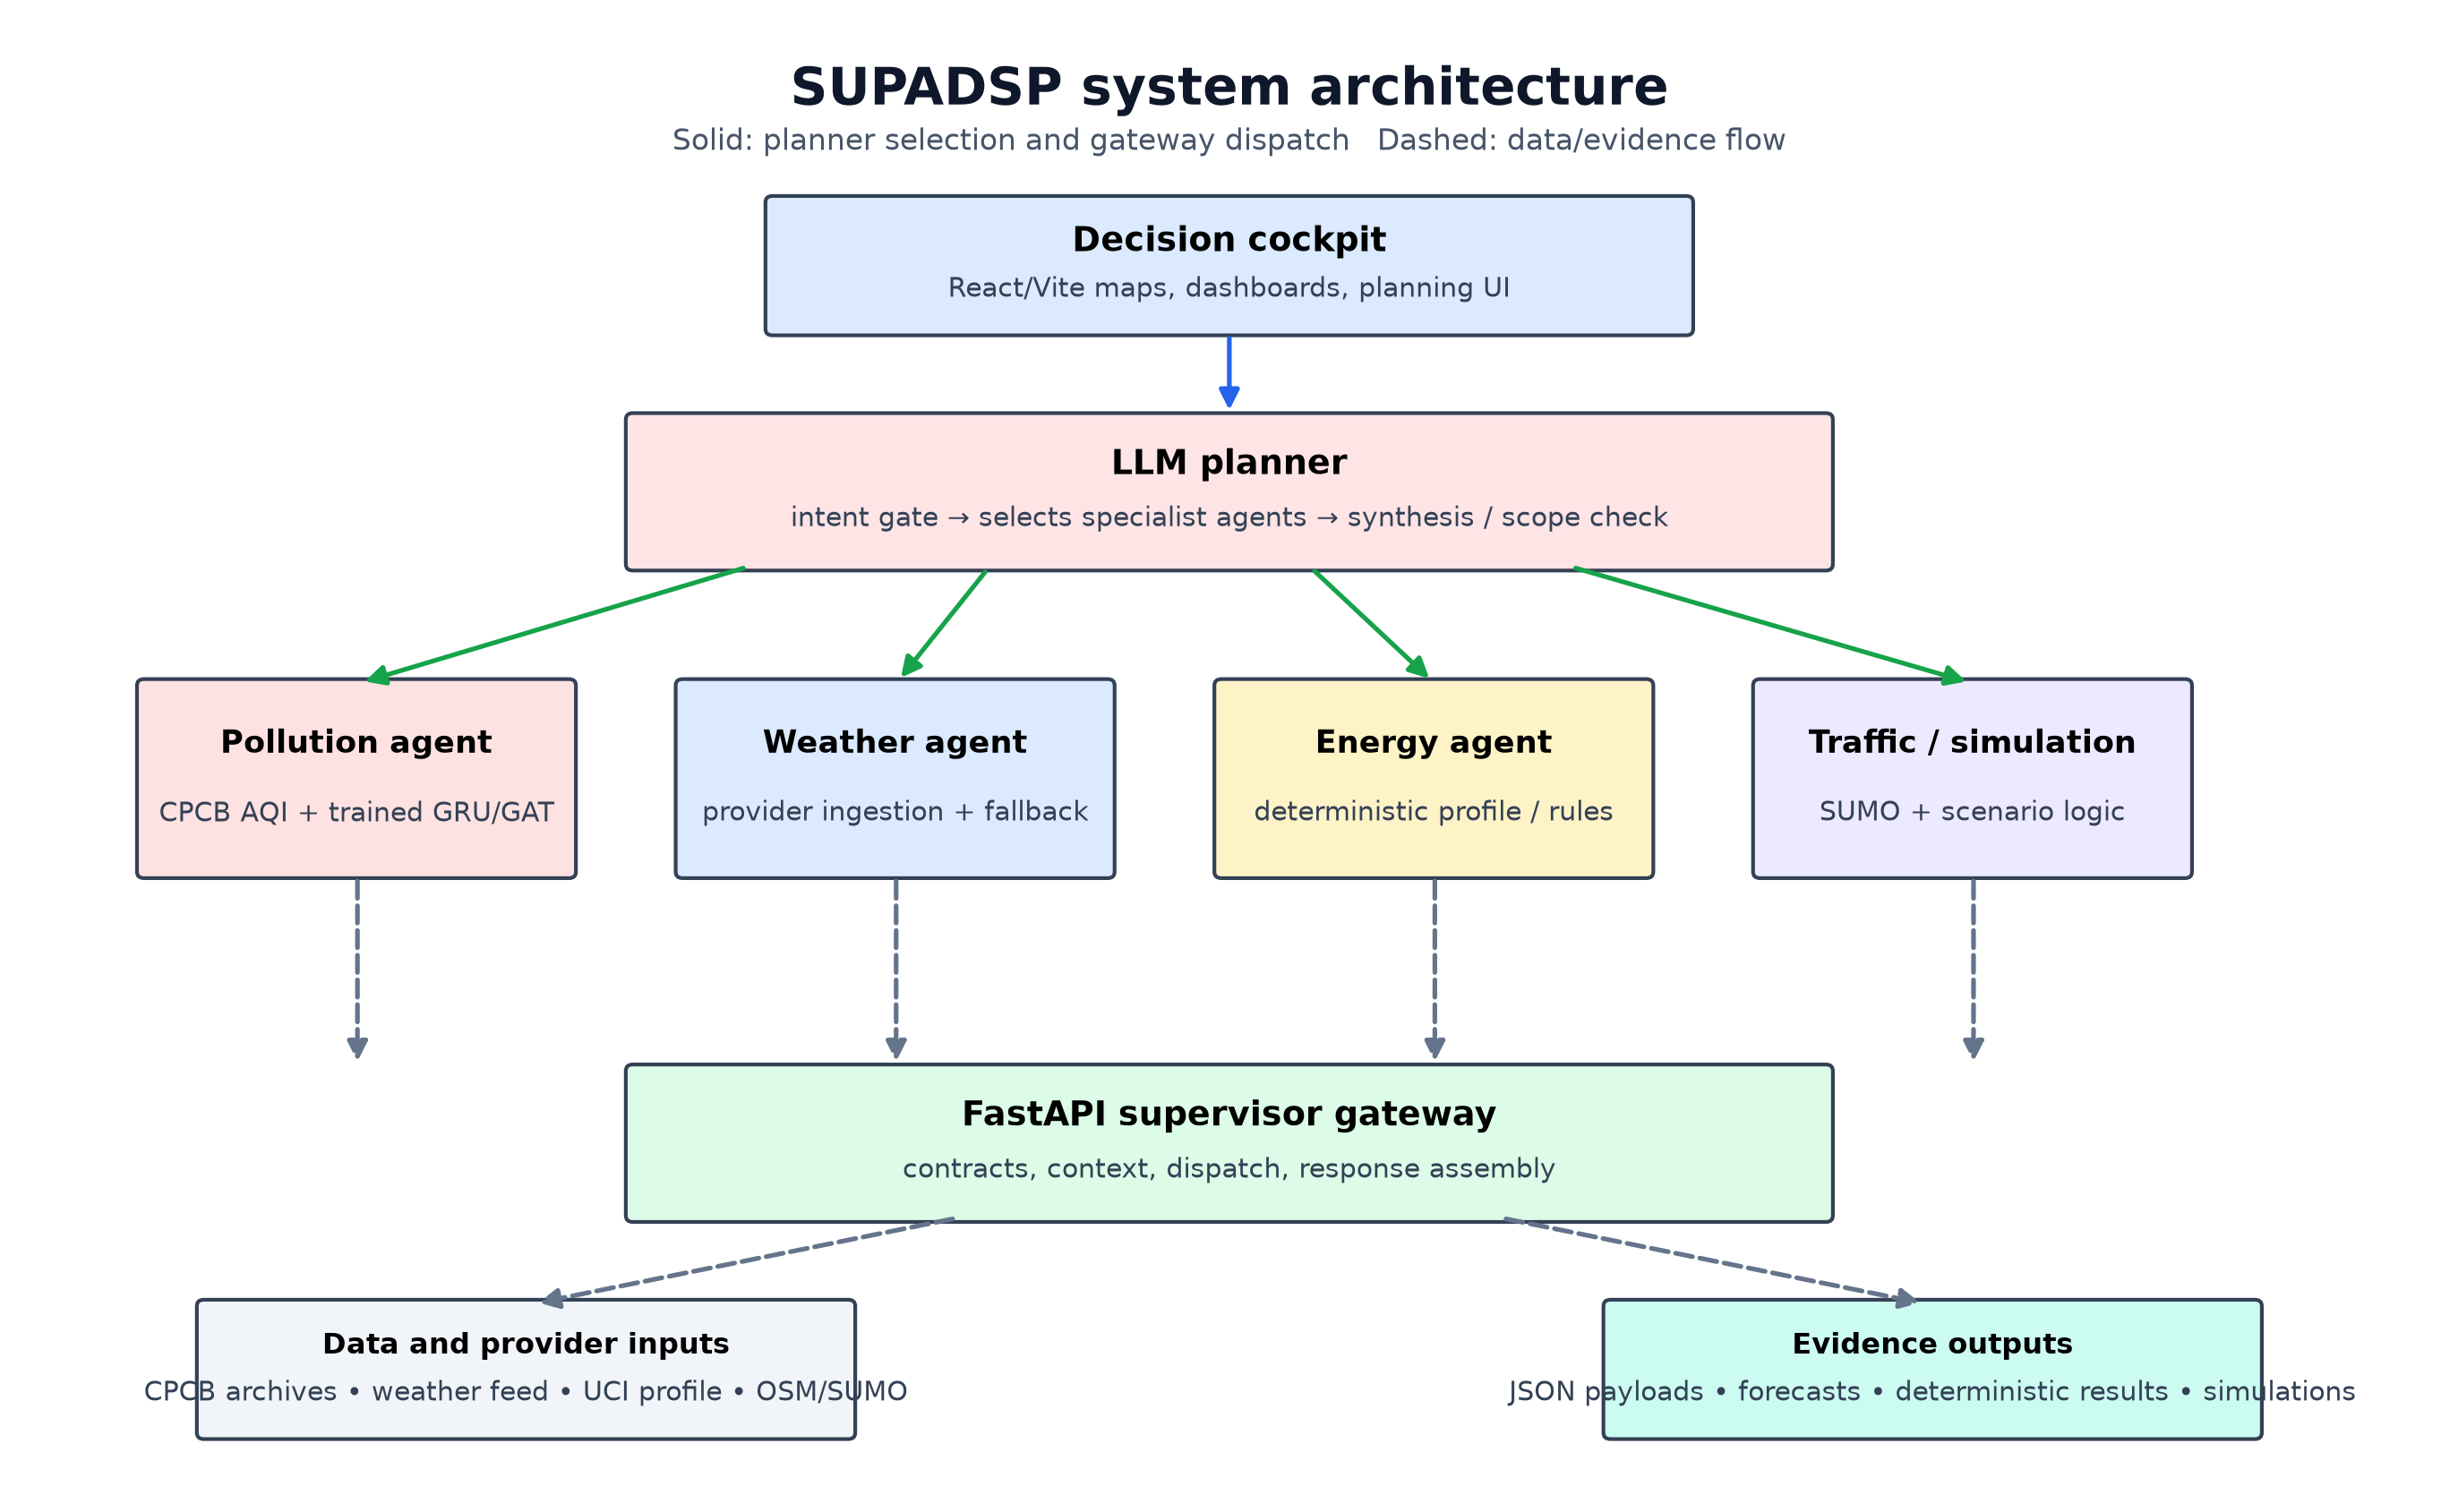 SUPADSP system architecture
Solid: planner selection and gateway dispatch   Dashed: data/evidence flow
Decision cockpit
React/Vite maps, dashboards, planning UI
LLM planner
intent gate → selects specialist agents → synthesis / scope check
Pollution agent
CPCB AQI + trained GRU/GAT
Weather agent
provider ingestion + fallback
Energy agent
deterministic profile / rules
Traffic / simulation
SUMO + scenario logic
FastAPI supervisor gateway
contracts, context, dispatch, response assembly
Data and provider inputs
CPCB archives • weather feed • UCI profile • OSM/SUMO
Evidence outputs
JSON payloads • forecasts • deterministic results • simulations